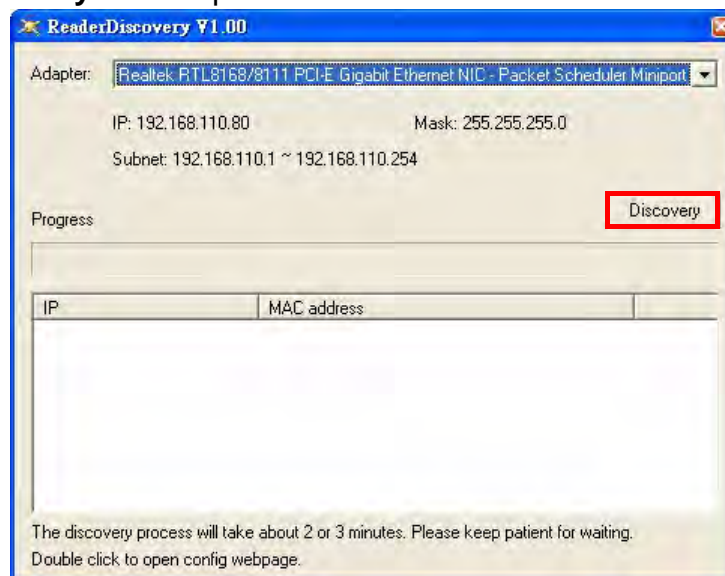 ReaderDiscovery V1.00
Adapter: Realtek RTL8168/8111 PCI-E Gigabit Ethernet NIC - Packet Scheduler Miniport
IP: 192.168.110.80 Mask: 255.255.255.0
Subnet: 192.168.110.1 ~ 192.168.110.254
Discovery
Progress
IP MAC address
The discovery process will take about 2 or 3 minutes. Please keep patient for waiting.
Double click to open config webpage.